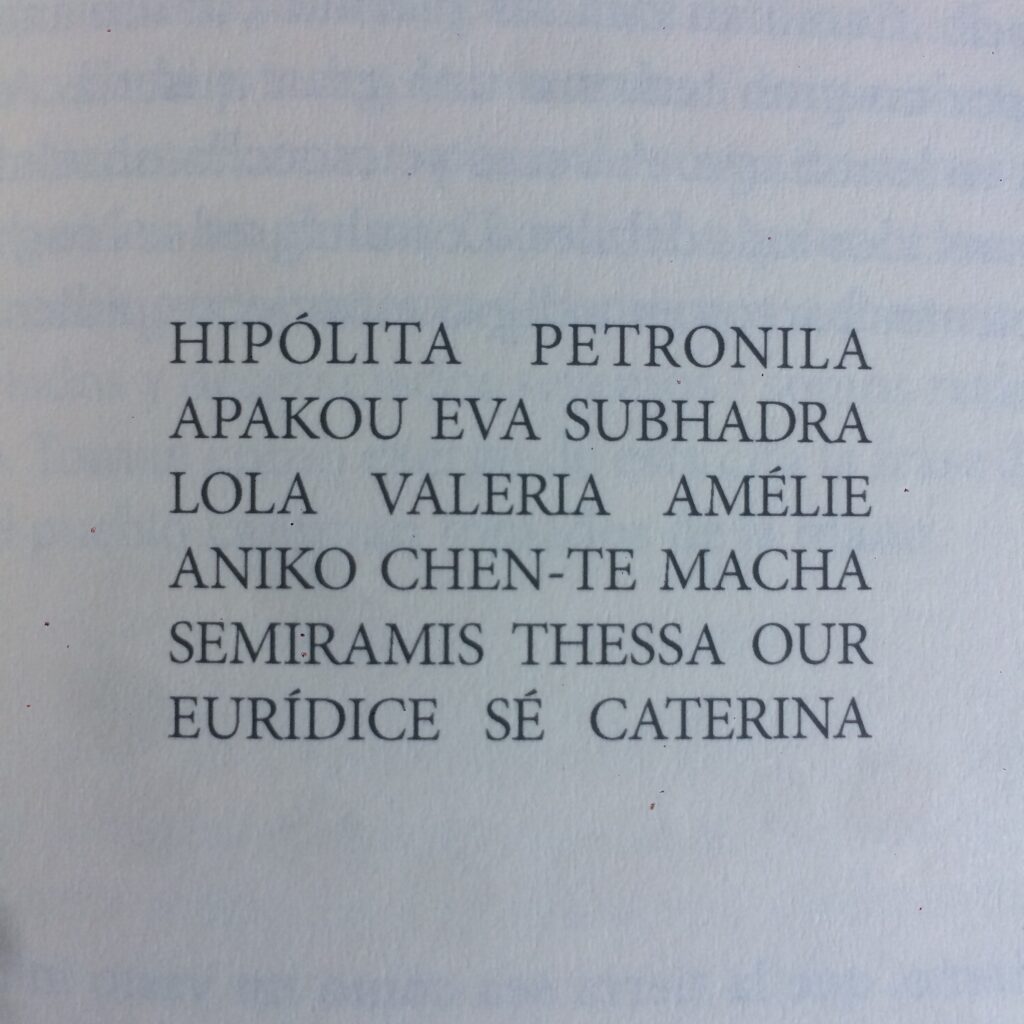 HIPÓLITA PETRONILA
APAKOU EVA SUBHADRA
LOLA VALERIA AMÉLIE
ANIKO CHEN-TE MACHA
SEMIRAMIS THESSA OUR
EURÍDICE SÉ CATERINA